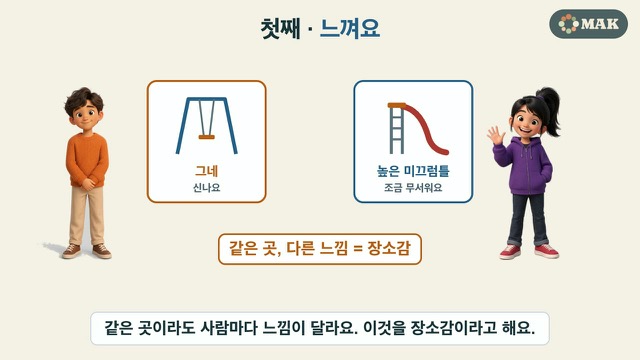 첫째 · 느껴요
MAK
그네
신나요
높은 미끄럼틀
조금 무서워요
같은 곳, 다른 느낌 = 장소감
같은 곳이라도 사람마다 느낌이 달라요. 이것을 장소감이라고 해요.